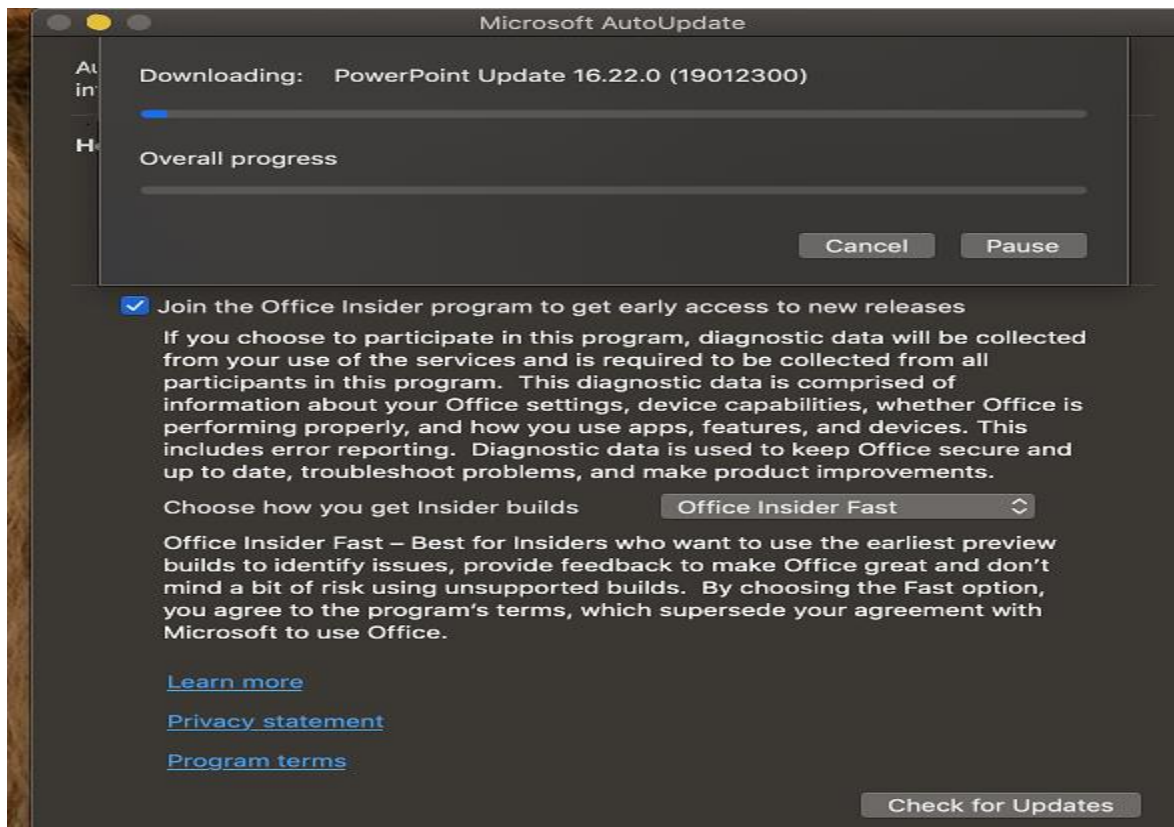 Microsoft AutoUpdate
Downloading: PowerPoint Update 16.22.0 (19012300)
Overall progress
Cancel Pause
Join the Office Insider program to get early access to new releases
If you choose to participate in this program, diagnostic data will be collected
from your use of the services and is required to be collected from all
participants in this program. This diagnostic data is comprised of
information about your Office settings, device capabilities, whether Office is
performing properly, and how you use apps, features, and devices. This
includes error reporting. Diagnostic data is used to keep Office secure and
up to date, troubleshoot problems, and make product improvements.
Choose how you get Insider builds Office Insider Fast
Office Insider Fast – Best for Insiders who want to use the earliest preview
builds to identify issues, provide feedback to make Office great and don’t
mind a bit of risk using unsupported builds. By choosing the Fast option,
you agree to the program’s terms, which supersede your agreement with
Microsoft to use Office.
Learn more
Privacy statement
Program terms
Check for Updates